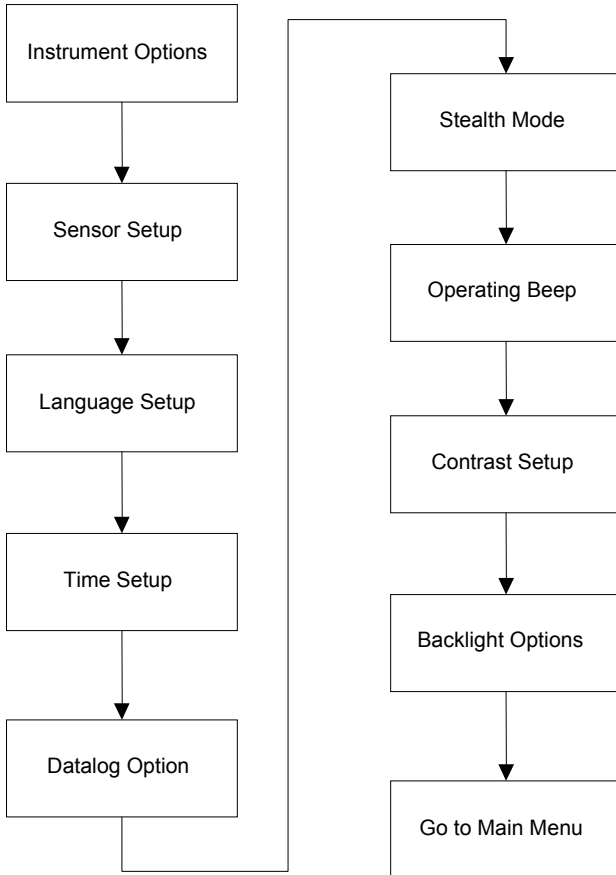 Instrument Options
Sensor Setup
Language Setup
Time Setup
Datalog Option
Stealth Mode
Operating Beep
Contrast Setup
Backlight Options
Go to Main Menu